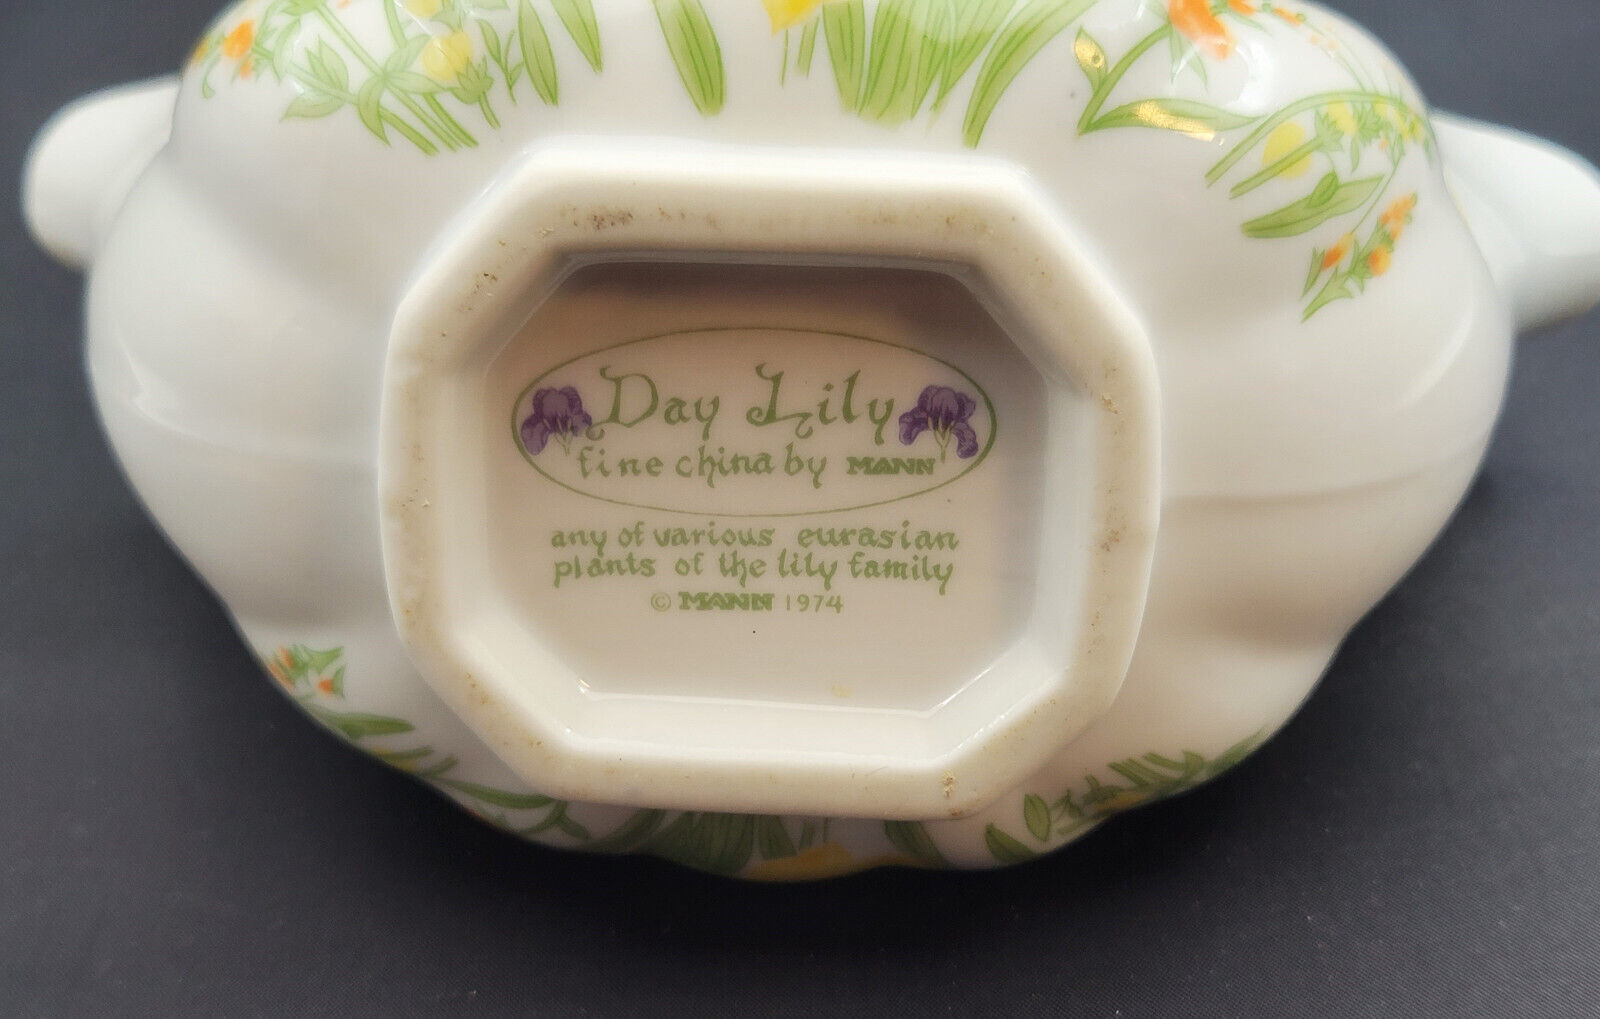 Day Lily
fine china by MANN
any of various eurasian
plants of the lily family
© MANN 1974